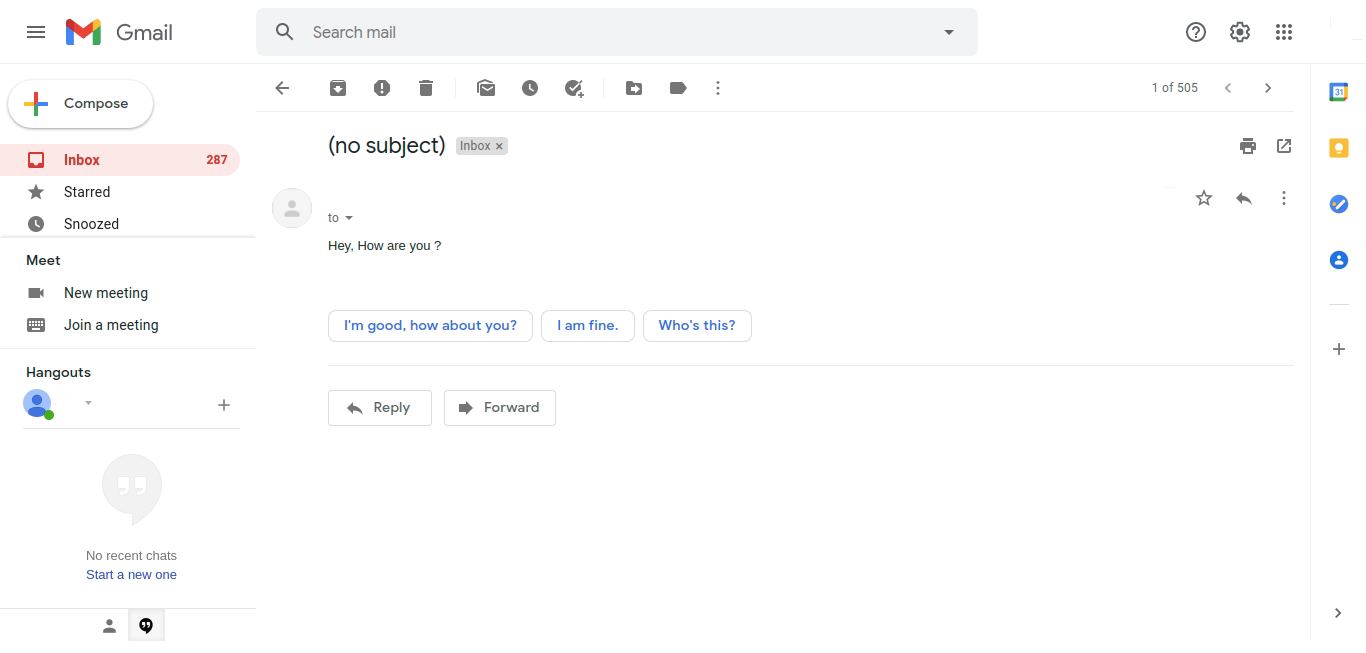 Gmail
Search mail
Compose
1 of 505
(no subject)
Inbox ×
Inbox 287
Starred
Snoozed
to
Hey, How are you ?
Meet
New meeting
Join a meeting
I'm good, how about you?
I am fine.
Who's this?
Hangouts
Reply
Forward
No recent chats
Start a new one
31